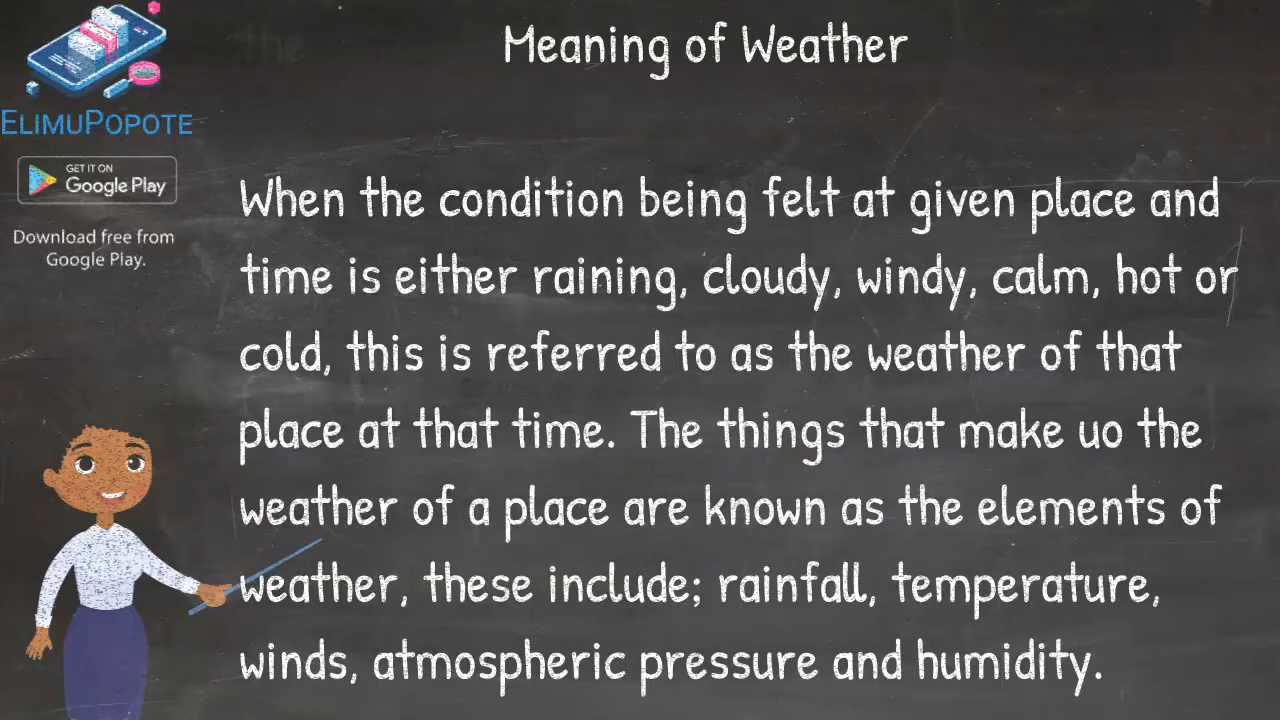 the
Meaning of Weather
ELIMUPOPOTE
GET IT ON
Google Play
Download free from
Google Play.
When the condition being felt at given place and
time is either raining, cloudy, windy, calm, hot or
cold, this is referred to as the weather of that
place at that time. The things that make uo the
weather of a place are known as the elements of
weather, these include; rainfall, temperature,
winds, atmospheric pressure and humidity.